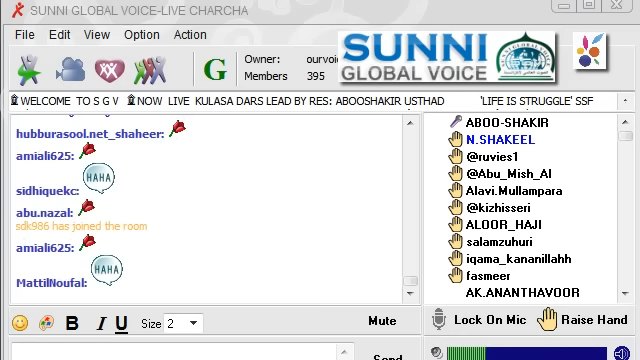 SUNNI GLOBAL VOICE-LIVE CHARCHA
File Edit View Option Action
G
Owner: ourvoi
Members 395
SUNNI
GLOBAL VOICE
WELCOME TO S G V NOW LIVE KULASA DARS LEAD BY RES: ABOOSHAKIR USTHAD 'LIFE IS STRUGGLE' SSF
hubburasool.net_shaheer:
amiali625:
sidhiquekc: HAHA
abu.nazal:
sdk986 has joined the room
amiali625:
MattilNoufal: HAHA
ABOO-SHAKIR
N.SHAKEEL
@ruvies1
@Abu_Mish_Al
Alavi.Mullampara
@kizhisseri
ALOOR_HAJI
salamzuhuri
iqama_kananillahh
fasmeer
AK.ANANTHAVOOR
B I U Size 2 Mute
Lock On Mic Raise Hand
Send